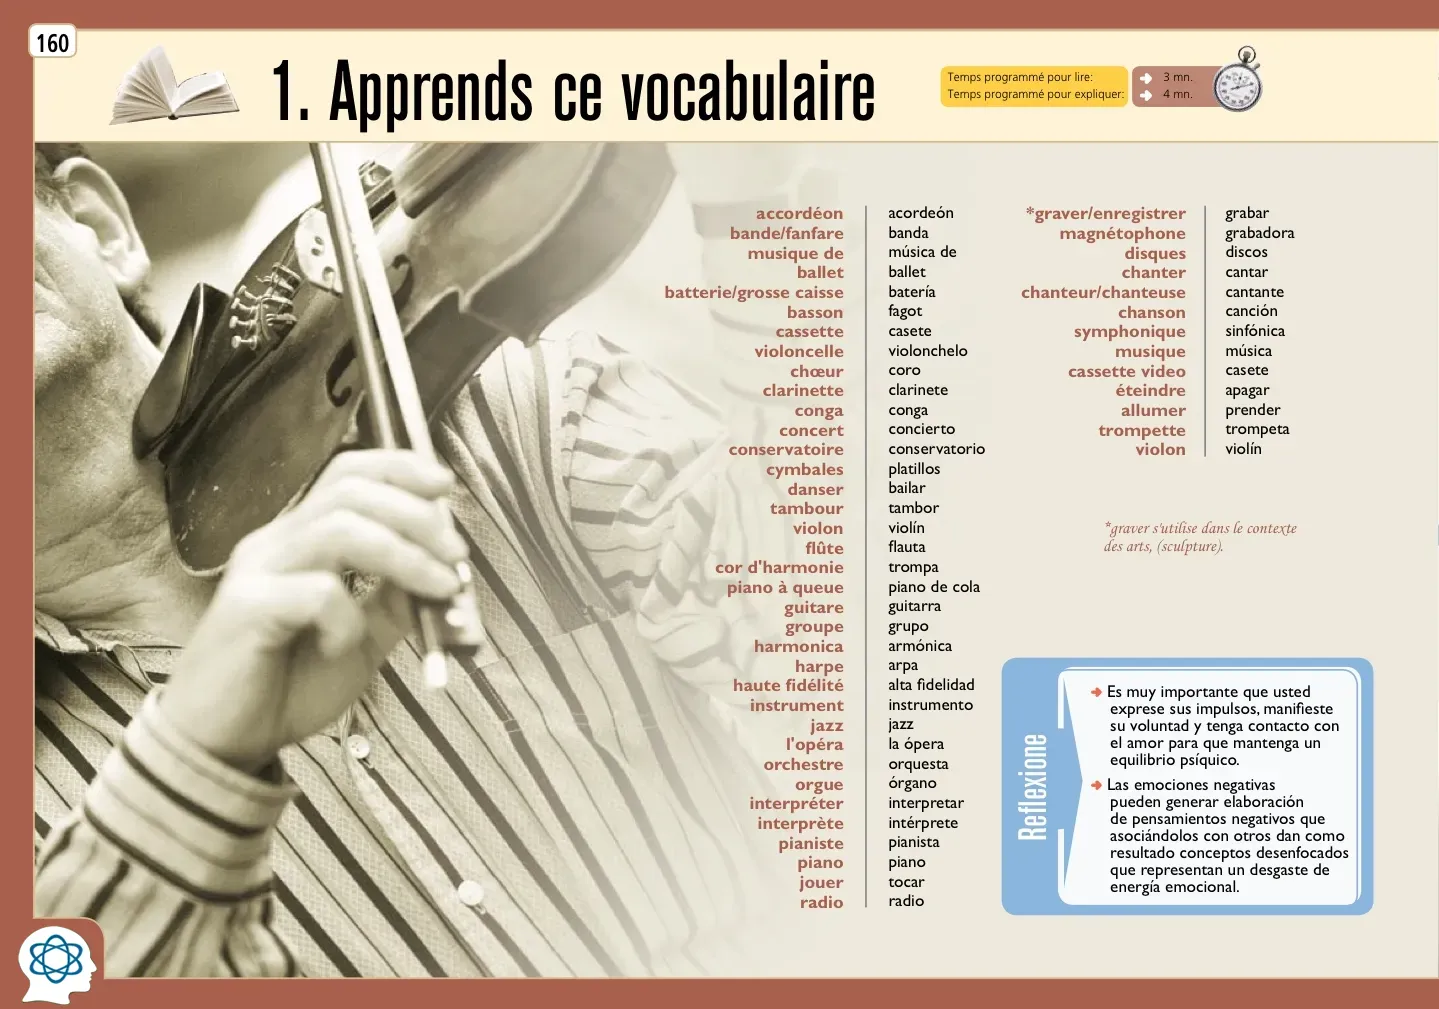 160
1. Apprends ce vocabulaire
Temps programmé pour lire: 3 mn.
Temps programmé pour expliquer: 4 mn.
accordéon acordeón
bande/fanfare banda
musique de música de
ballet ballet
batterie/grosse caisse batería
basson fagot
cassette casete
violoncelle violonchelo
chœur coro
clarinette clarinete
conga conga
concert concierto
conservatoire conservatorio
cymbales platillos
danser bailar
tambour tambor
violon violín
flûte flauta
cor d'harmonie trompa
piano à queue piano de cola
guitare guitarra
groupe grupo
harmonica armónica
harpe arpa
haute fidélité alta fidelidad
instrument instrumento
jazz jazz
l'opéra la ópera
orchestre orquesta
orgue órgano
interpréter interpretar
interprète intérprete
pianiste pianista
piano piano
jouer tocar
radio radio
*graver/enregistrer grabar
magnétophone grabadora
disques discos
chanter cantar
chanteur/chanteuse cantante
chanson canción
symphonique sinfónica
musique música
cassette video casete
éteindre apagar
allumer prender
trompette trompeta
violon violín
*graver s'utilise dans le contexte
des arts, (sculpture).
Reflexione
Es muy importante que usted
exprese sus impulsos, manifieste
su voluntad y tenga contacto con
el amor para que mantenga un
equilibrio psíquico.
Las emociones negativas
pueden generar elaboración
de pensamientos negativos que
asociándolos con otros dan como
resultado conceptos desenfocados
que representan un desgaste de
energía emocional.